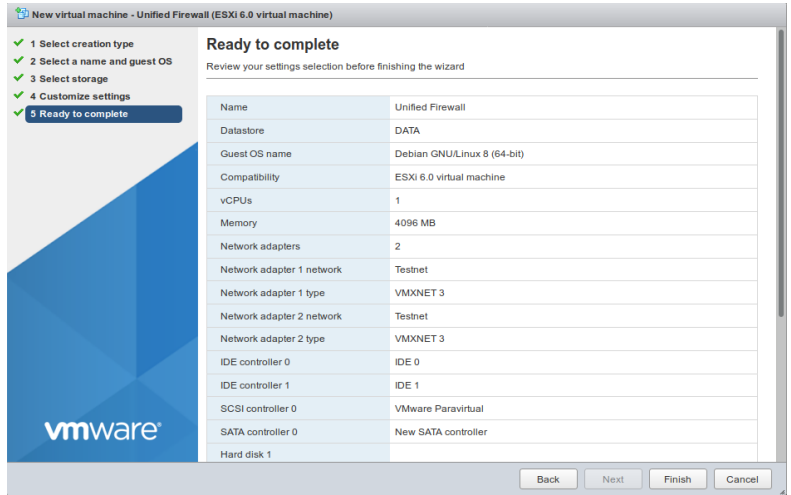 New virtual machine - Unified Firewall (ESXi 6.0 virtual machine)
1 Select creation type
2 Select a name and guest OS
3 Select storage
4 Customize settings
5 Ready to complete
vmware®
Ready to complete
Review your settings selection before finishing the wizard
Name Unified Firewall
Datastore DATA
Guest OS name Debian GNU/Linux 8 (64-bit)
Compatibility ESXi 6.0 virtual machine
vCPUs 1
Memory 4096 MB
Network adapters 2
Network adapter 1 network Testnet
Network adapter 1 type VMXNET 3
Network adapter 2 network Testnet
Network adapter 2 type VMXNET 3
IDE controller 0 IDE 0
IDE controller 1 IDE 1
SCSI controller 0 VMware Paravirtual
SATA controller 0 New SATA controller
Hard disk 1
Back Next Finish Cancel